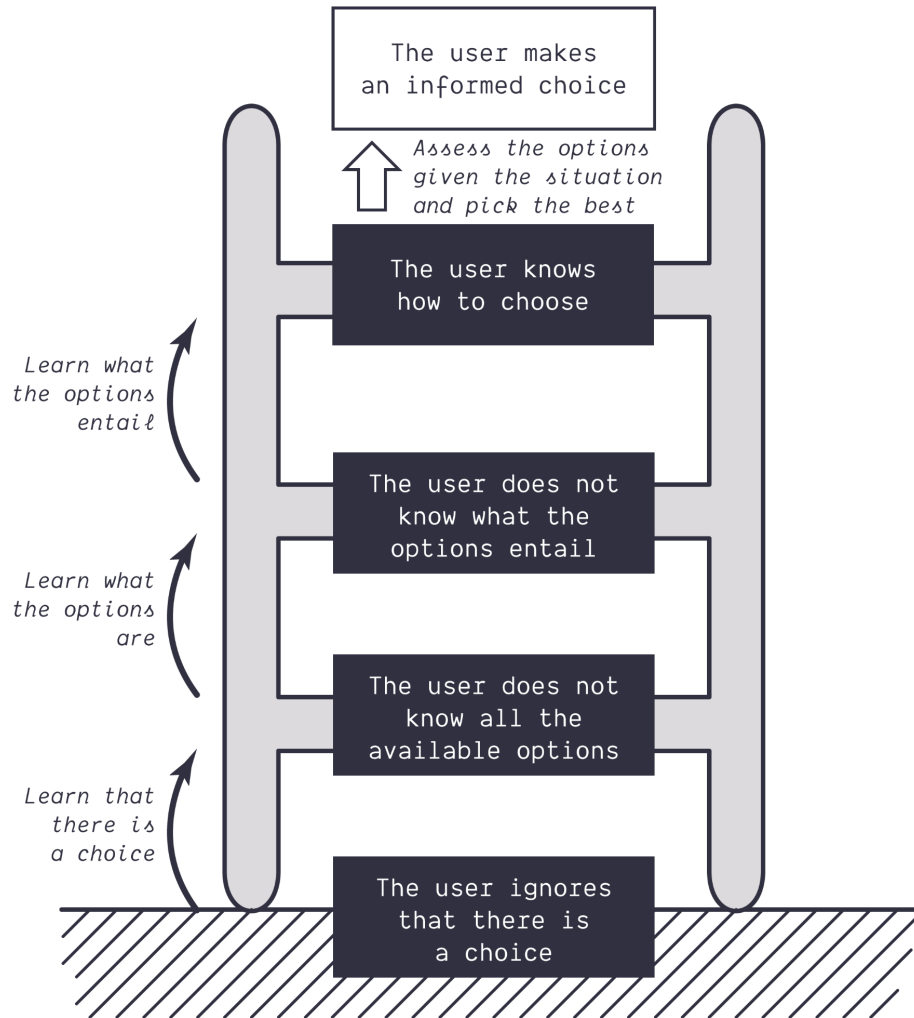 The user makes
an informed choice
Assess the options
given the situation
and pick the best
The user knows
how to choose
Learn what
the options
entail
The user does not
know what the
options entail
Learn what
the options
are
The user does not
know all the
available options
Learn that
there is
a choice
The user ignores
that there is
a choice